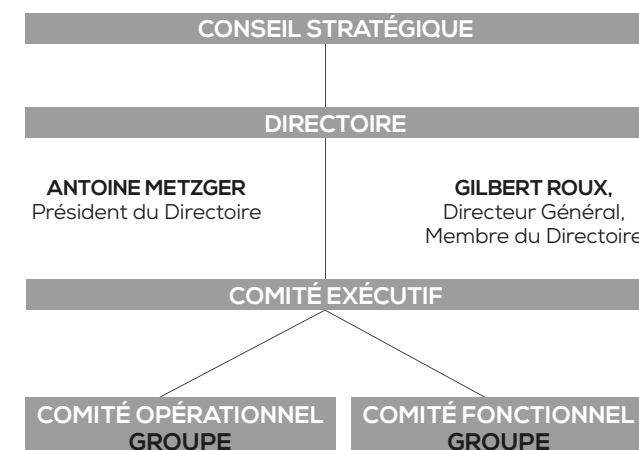 CONSEIL STRATÉGIQUE
DIRECTOIRE
ANTOINE METZGER
Président du Directoire
GILBERT ROUX,
Directeur Général,
Membre du Directoire
COMITÉ EXÉCUTIF
COMITÉ OPÉRATIONNEL
GROUPE
COMITÉ FONCTIONNEL
GROUPE